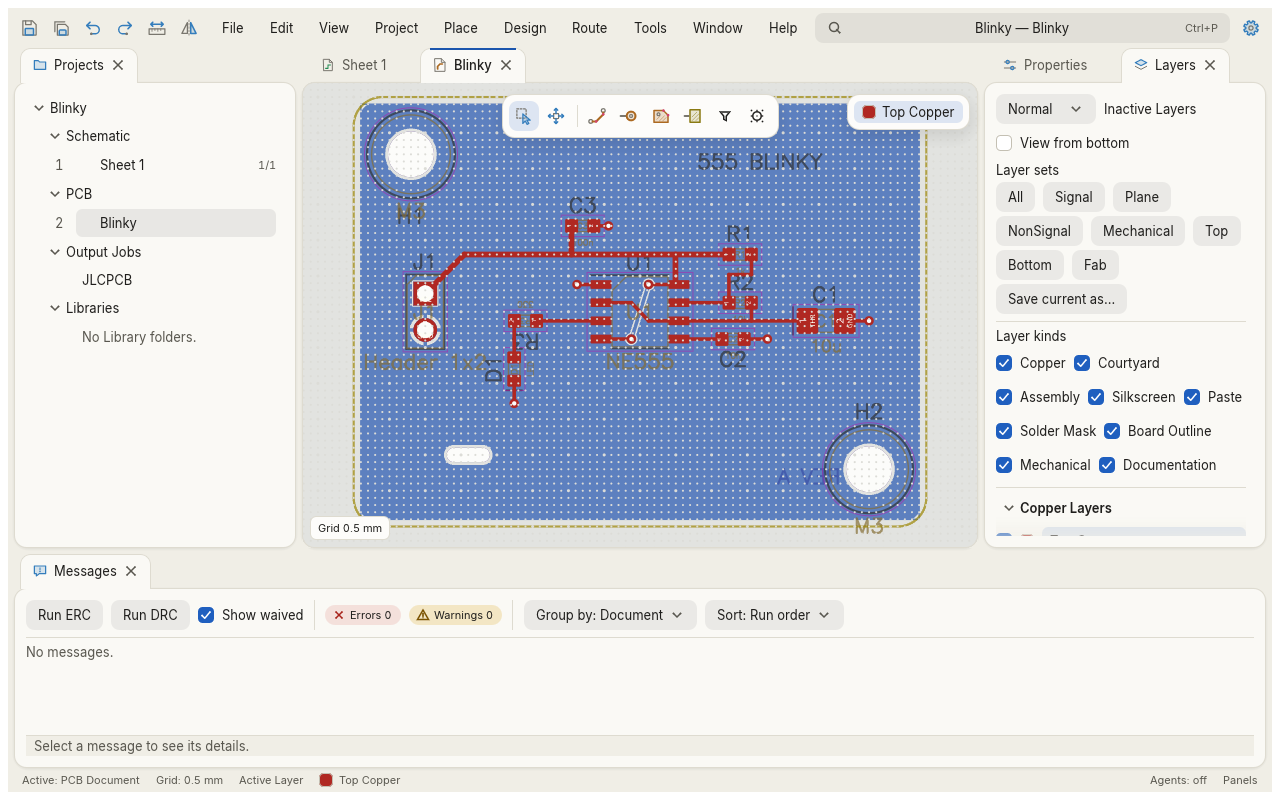 File Edit View Project Place Design Route Tools Window Help Blinky — Blinky Ctrl+P
Projects
Sheet 1 Blinky
Properties Layers
Blinky
Schematic
1 Sheet 1 1/1
PCB
2 Blinky
Output Jobs
JLCPCB
Libraries
No Library folders.
Top Copper
555 BLINKY
H1
C3
R1
J1
U1
R2
C1
R3
C2
10u
Header 1x2
D1
NE555
H2
M3
Grid 0.5 mm
Normal Inactive Layers
View from bottom
Layer sets
All Signal Plane
NonSignal Mechanical Top
Bottom Fab
Save current as...
Layer kinds
Copper Courtyard
Assembly Silkscreen Paste
Solder Mask Board Outline
Mechanical Documentation
Copper Layers
Messages
Run ERC Run DRC Show waived Errors 0 Warnings 0 Group by: Document Sort: Run order
No messages.
Select a message to see its details.
Active: PCB Document Grid: 0.5 mm Active Layer Top Copper Agents: off Panels